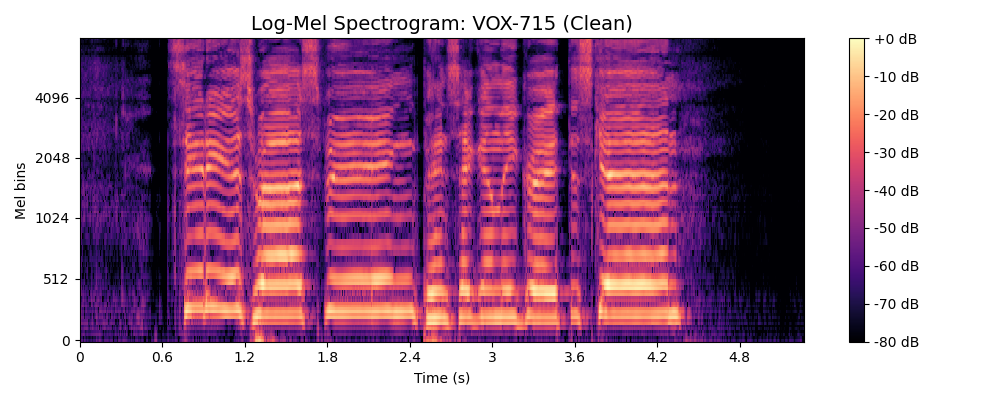 Log-Mel Spectrogram: VOX-715 (Clean)
Mel bins
4096
2048
1024
512
0
0 0.6 1.2 1.8 2.4 3 3.6 4.2 4.8
Time (s)
+0 dB
-10 dB
-20 dB
-30 dB
-40 dB
-50 dB
-60 dB
-70 dB
-80 dB